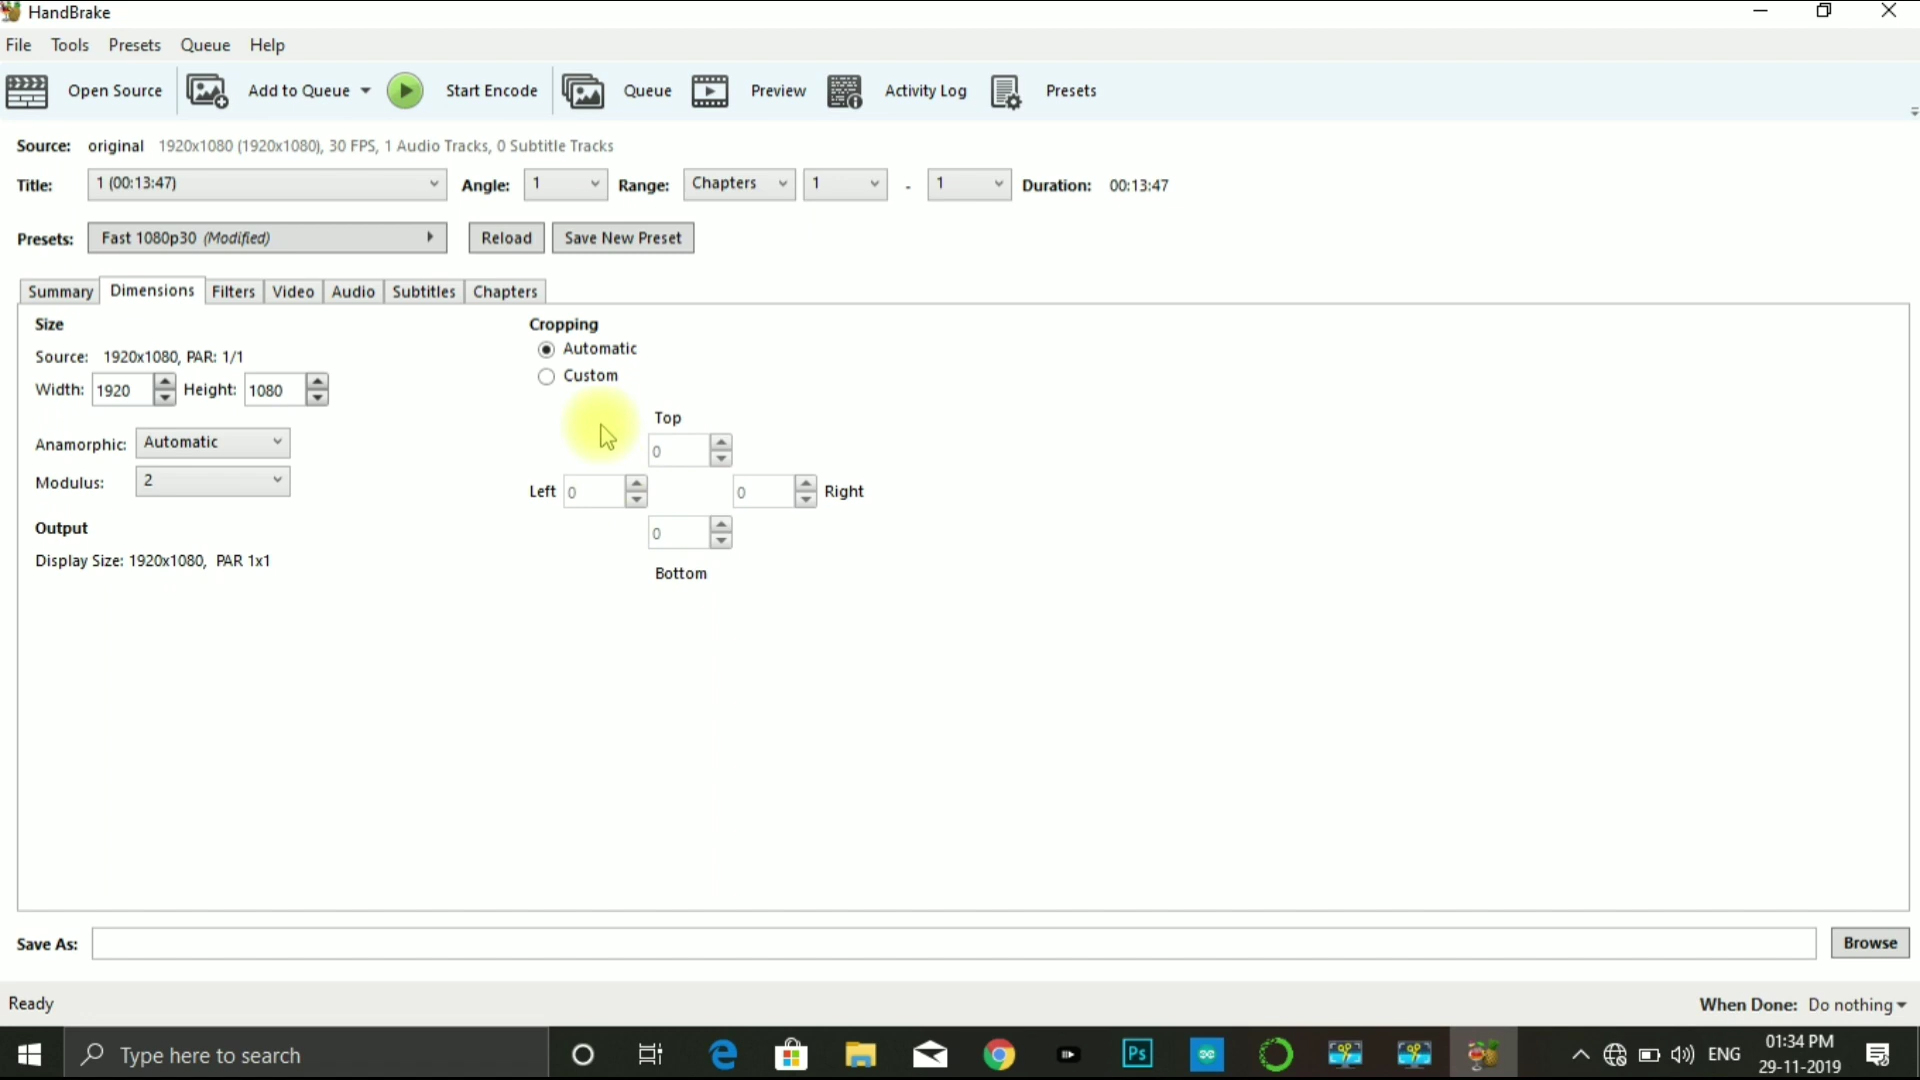 HandBrake
File Tools Presets Queue Help
Open Source Add to Queue Start Encode Queue Preview Activity Log Presets
Source: original 1920x1080 (1920x1080), 30 FPS, 1 Audio Tracks, 0 Subtitle Tracks
Title: 1 (00:13:47) Angle: 1 Range: Chapters 1 - 1 Duration: 00:13:47
Presets: Fast 1080p30 (Modified) Reload Save New Preset
Summary Dimensions Filters Video Audio Subtitles Chapters
Size
Source: 1920x1080, PAR: 1/1
Width: 1920 Height: 1080
Anamorphic: Automatic
Modulus: 2
Output
Display Size: 1920x1080, PAR 1x1
Cropping
Automatic
Custom
Top
0
Left 0 0 Right
0
Bottom
Save As: Browse
Ready When Done: Do nothing
Type here to search
Ps
ENG
01:34 PM
29-11-2019